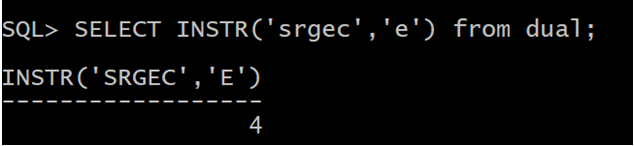 SQL> SELECT INSTR('srgec','e') from dual;
INSTR('SRGEC','E')
------------------
4